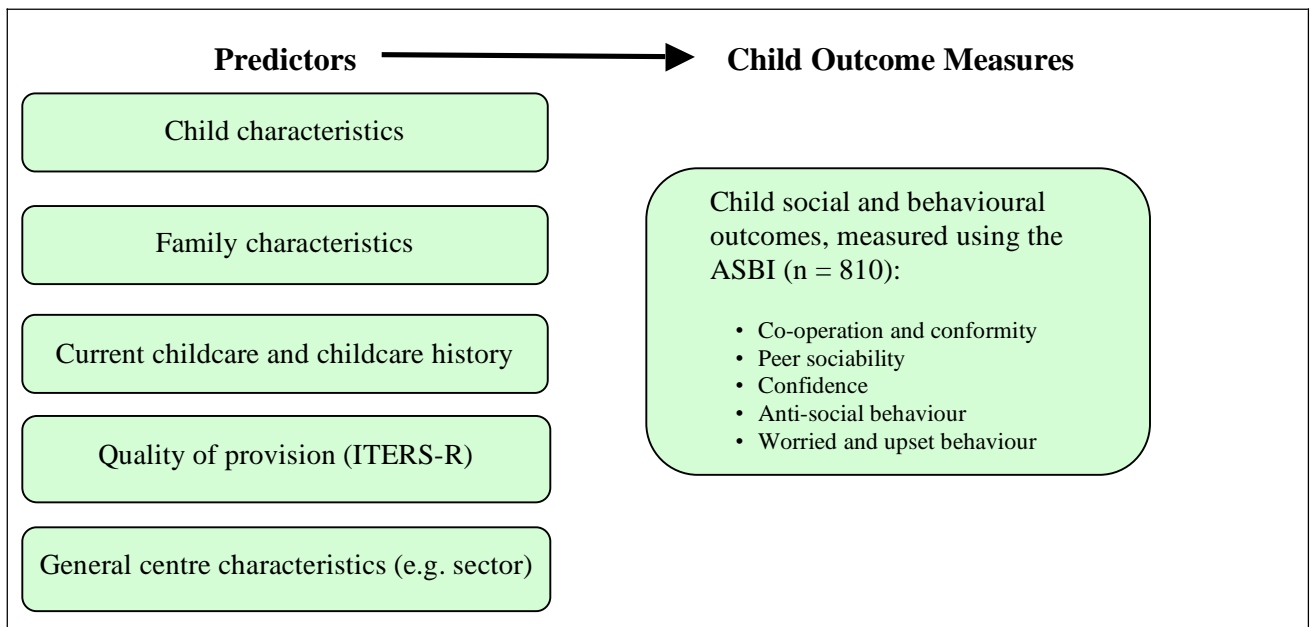 Predictors
Child Outcome Measures
Child characteristics
Family characteristics
Current childcare and childcare history
Quality of provision (ITERS-R)
General centre characteristics (e.g. sector)
Child social and behavioural
outcomes, measured using the
ASBI (n = 810):
• Co-operation and conformity
• Peer sociability
• Confidence
• Anti-social behaviour
• Worried and upset behaviour